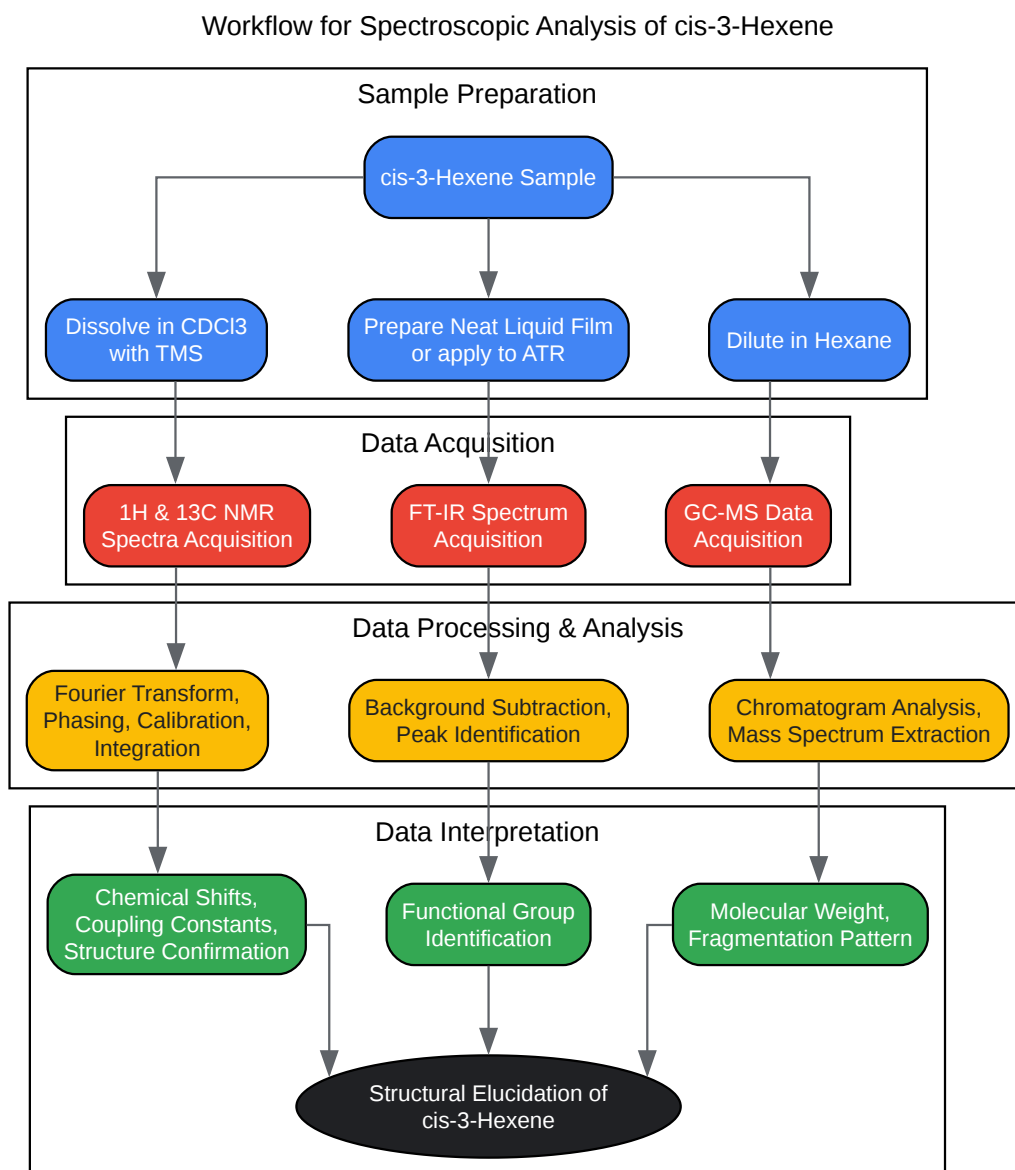 Workflow for Spectroscopic Analysis of cis-3-Hexene
Sample Preparation
cis-3-Hexene Sample
Dissolve in CDCl3
with TMS
Prepare Neat Liquid Film
or apply to ATR
Dilute in Hexane
Data Acquisition
1H & 13C NMR
Spectra Acquisition
FT-IR Spectrum
Acquisition
GC-MS Data
Acquisition
Data Processing & Analysis
Fourier Transform,
Phasing, Calibration,
Integration
Background Subtraction,
Peak Identification
Chromatogram Analysis,
Mass Spectrum Extraction
Data Interpretation
Chemical Shifts,
Coupling Constants,
Structure Confirmation
Functional Group
Identification
Molecular Weight,
Fragmentation Pattern
Structural Elucidation of
cis-3-Hexene